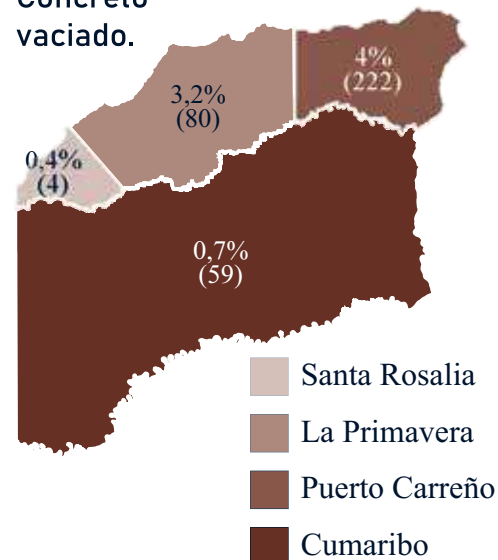 Concreto
vaciado.
4%
(222)
3,2%
(80)
0,4%
(4)
0,7%
(59)
Santa Rosalia
La Primavera
Puerto Carreño
Cumaribo